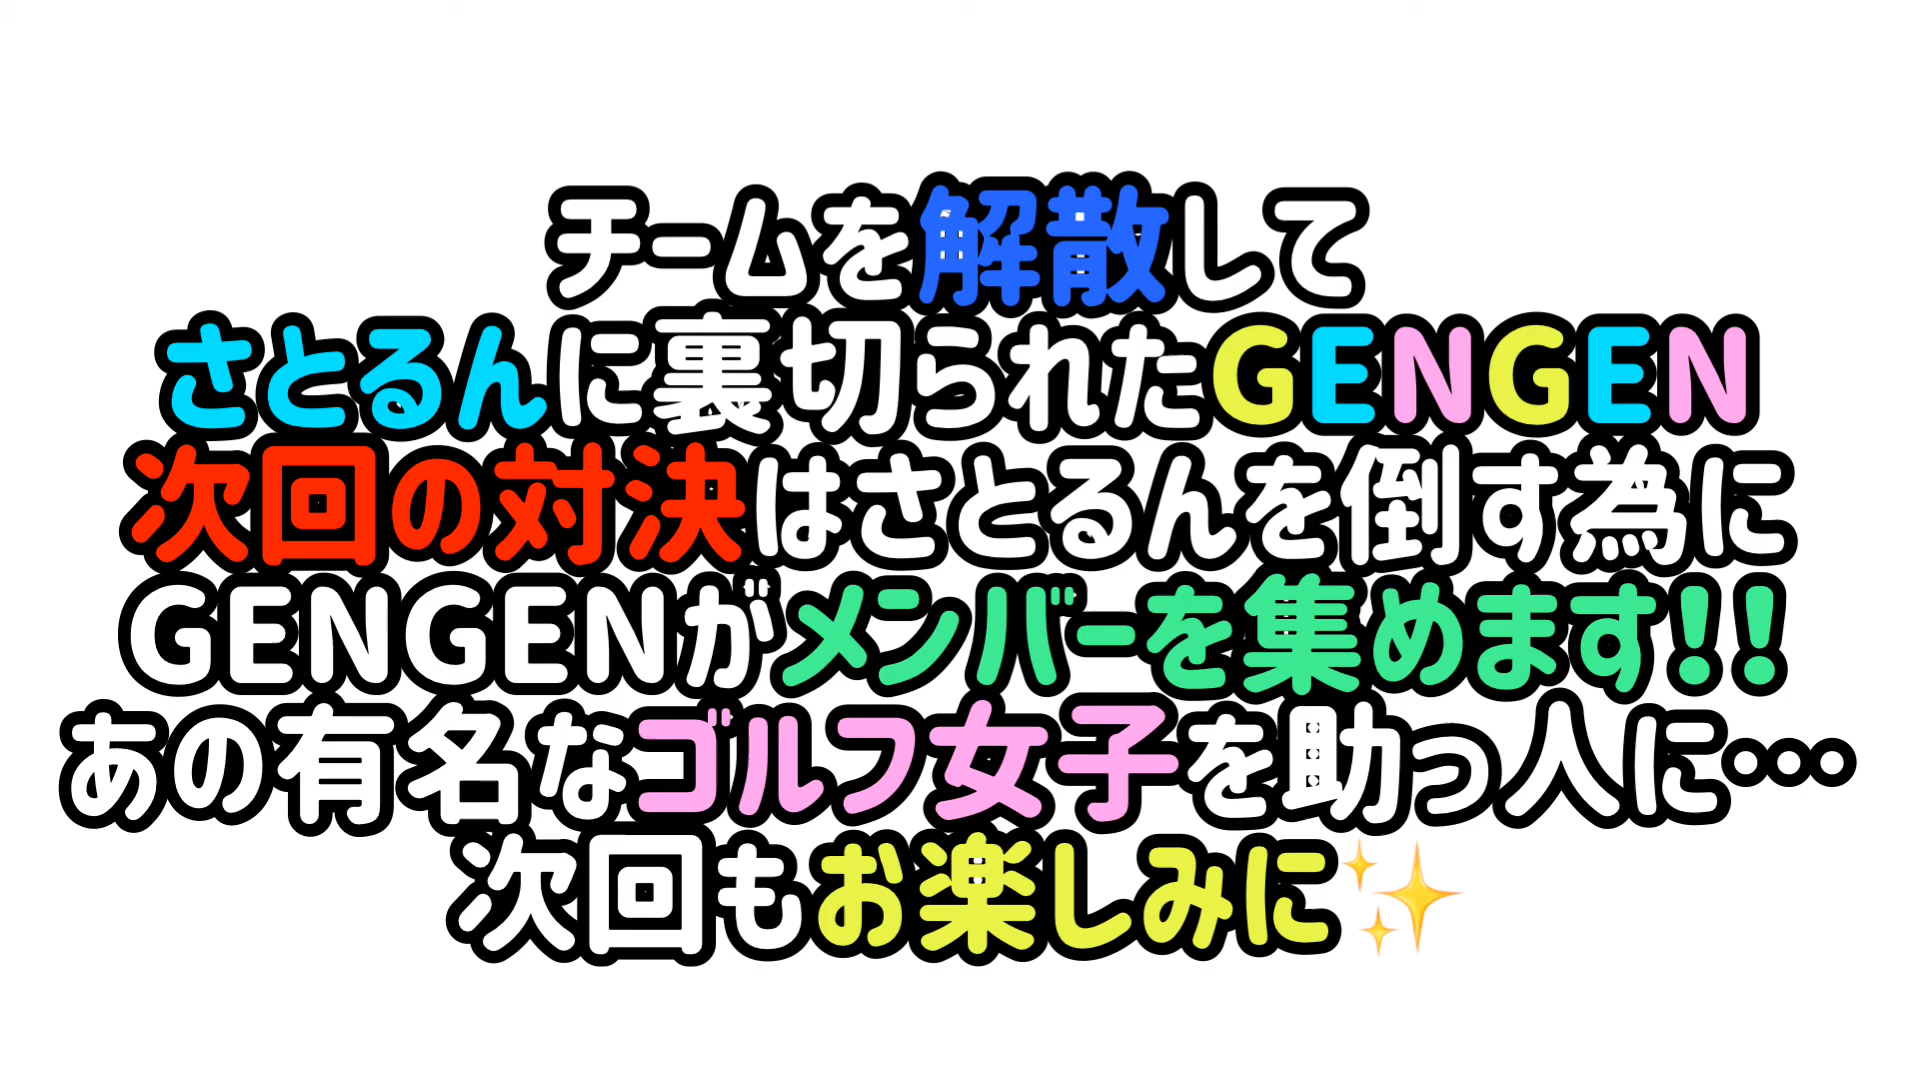 チームを解散して
さとるんに裏切られたGENGEN
次回の対決はさとるんを倒す為に
GENGENがメンバーを集めます!!
あの有名なゴルフ女子を助っ人に…
次回もお楽しみに✨